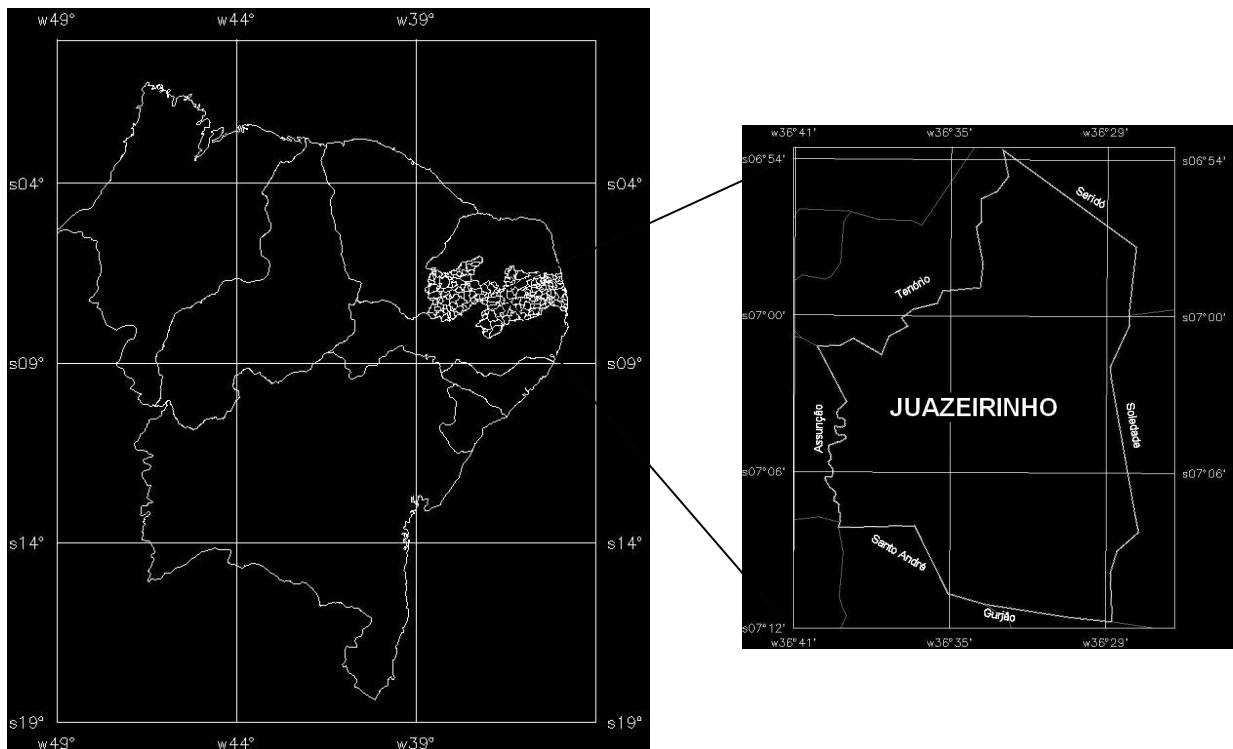 w49° w44° w39°
s04° s04°
s09° s09°
s14° s14°
s19° s19°
w49° w44° w39°
w36°41' w36°35' w36°29'
s06°54' s06°54'
Seridó
Tenório
s07°00' s07°00'
JUAZEIRINHO
Assunção
Soledade
s07°06' s07°06'
Santo André
Gurjão
s07°12' s07°12'
w36°41' w36°35' w36°29'